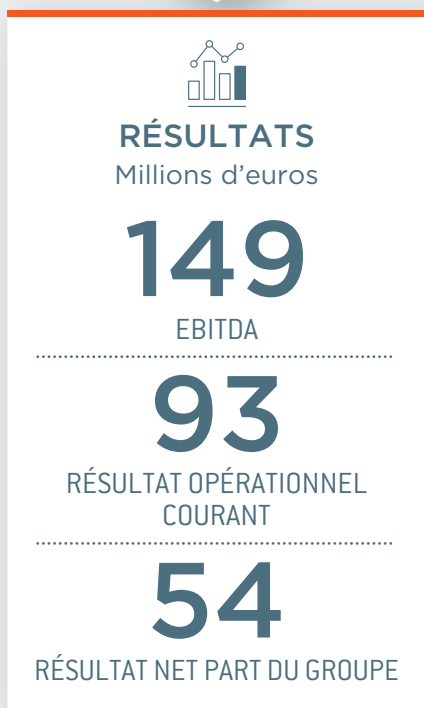 RÉSULTATS
Millions d’euros
149
EBITDA
93
RÉSULTAT OPÉRATIONNEL
COURANT
54
RÉSULTAT NET PART DU GROUPE